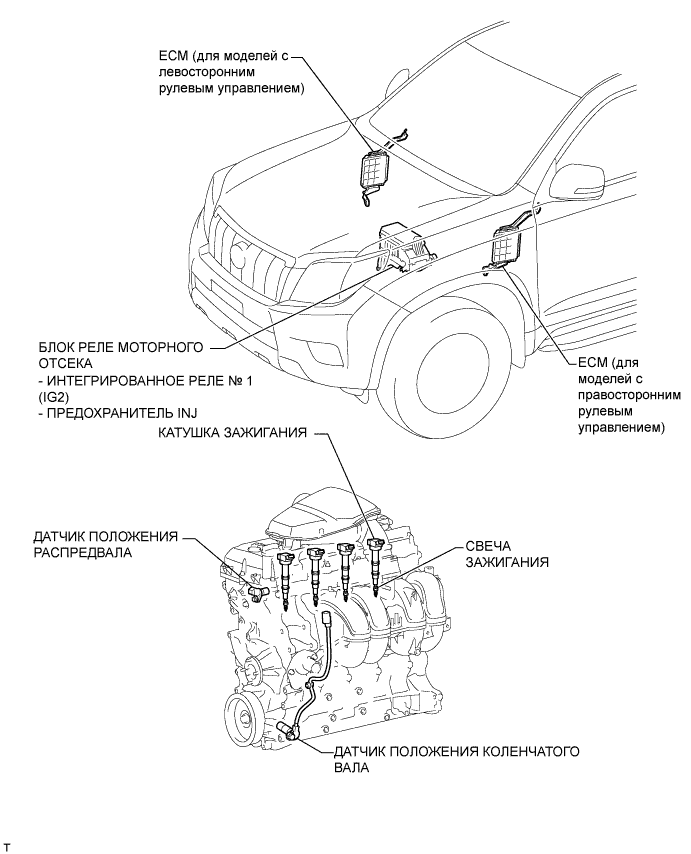 ECM (для моделей с
левосторонним
рулевым управлением)
БЛОК РЕЛЕ МОТОРНОГО
ОТСЕКА
- ИНТЕГРИРОВАННОЕ РЕЛЕ № 1
(IG2)
- ПРЕДОХРАНИТЕЛЬ INJ
ECM (для
моделей с
правосторонним
рулевым
управлением)
КАТУШКА ЗАЖИГАНИЯ
ДАТЧИК ПОЛОЖЕНИЯ
РАСПРЕДВАЛА
СВЕЧА
ЗАЖИГАНИЯ
ДАТЧИК ПОЛОЖЕНИЯ КОЛЕНЧАТОГО
ВАЛА
T